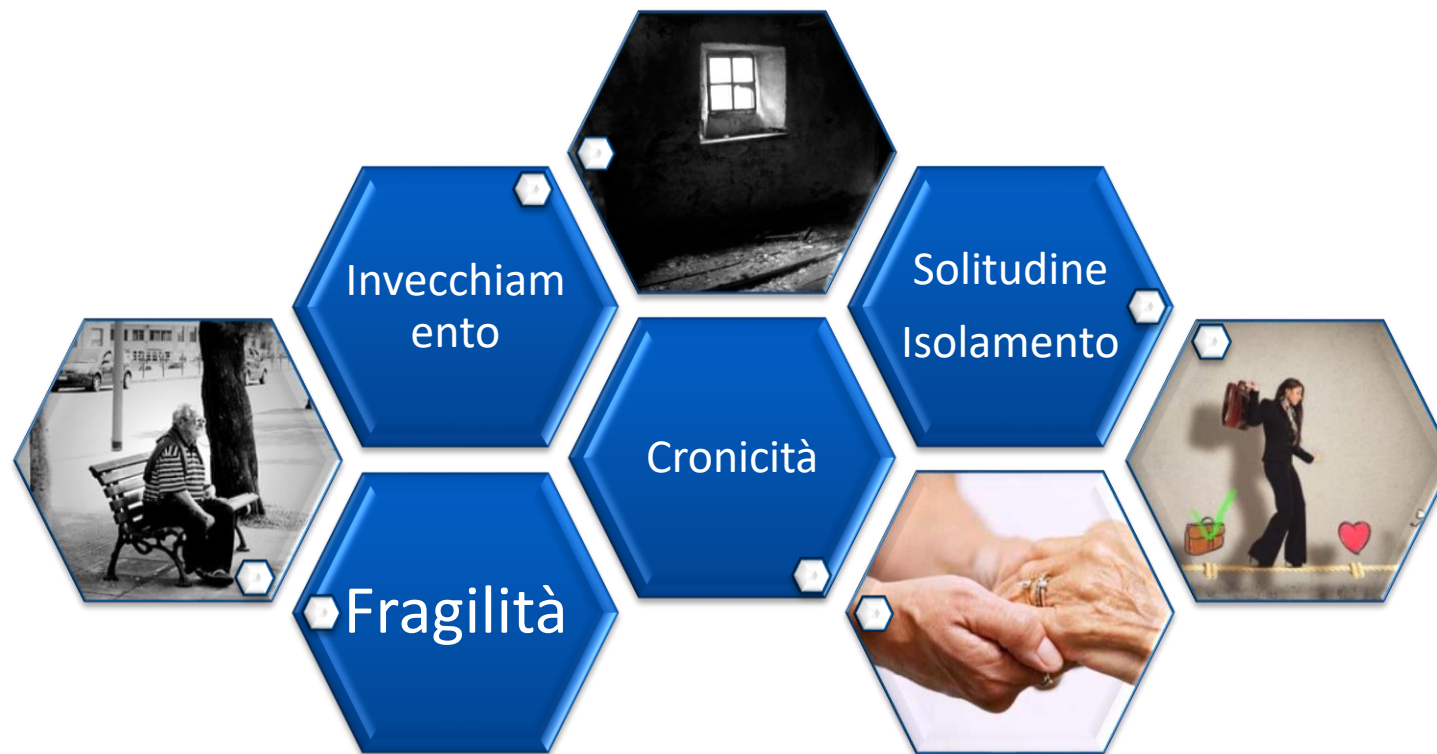 Invecchiam
ento
Solitudine
Isolamento
Cronicità
Fragilità